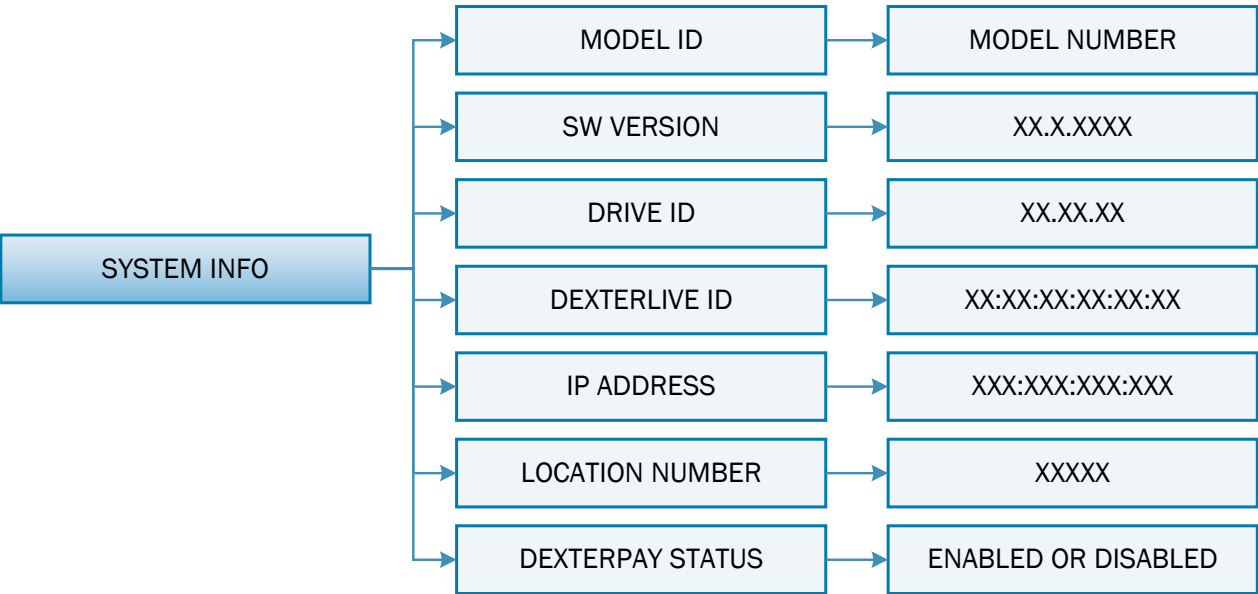 MODEL ID
MODEL NUMBER
SW VERSION
XX.X.XXXX
DRIVE ID
XX.XX.XX
SYSTEM INFO
DEXTERLIVE ID
XX:XX:XX:XX:XX:XX
IP ADDRESS
XXX:XXX:XXX:XXX
LOCATION NUMBER
XXXXX
DEXTERPAY STATUS
ENABLED OR DISABLED